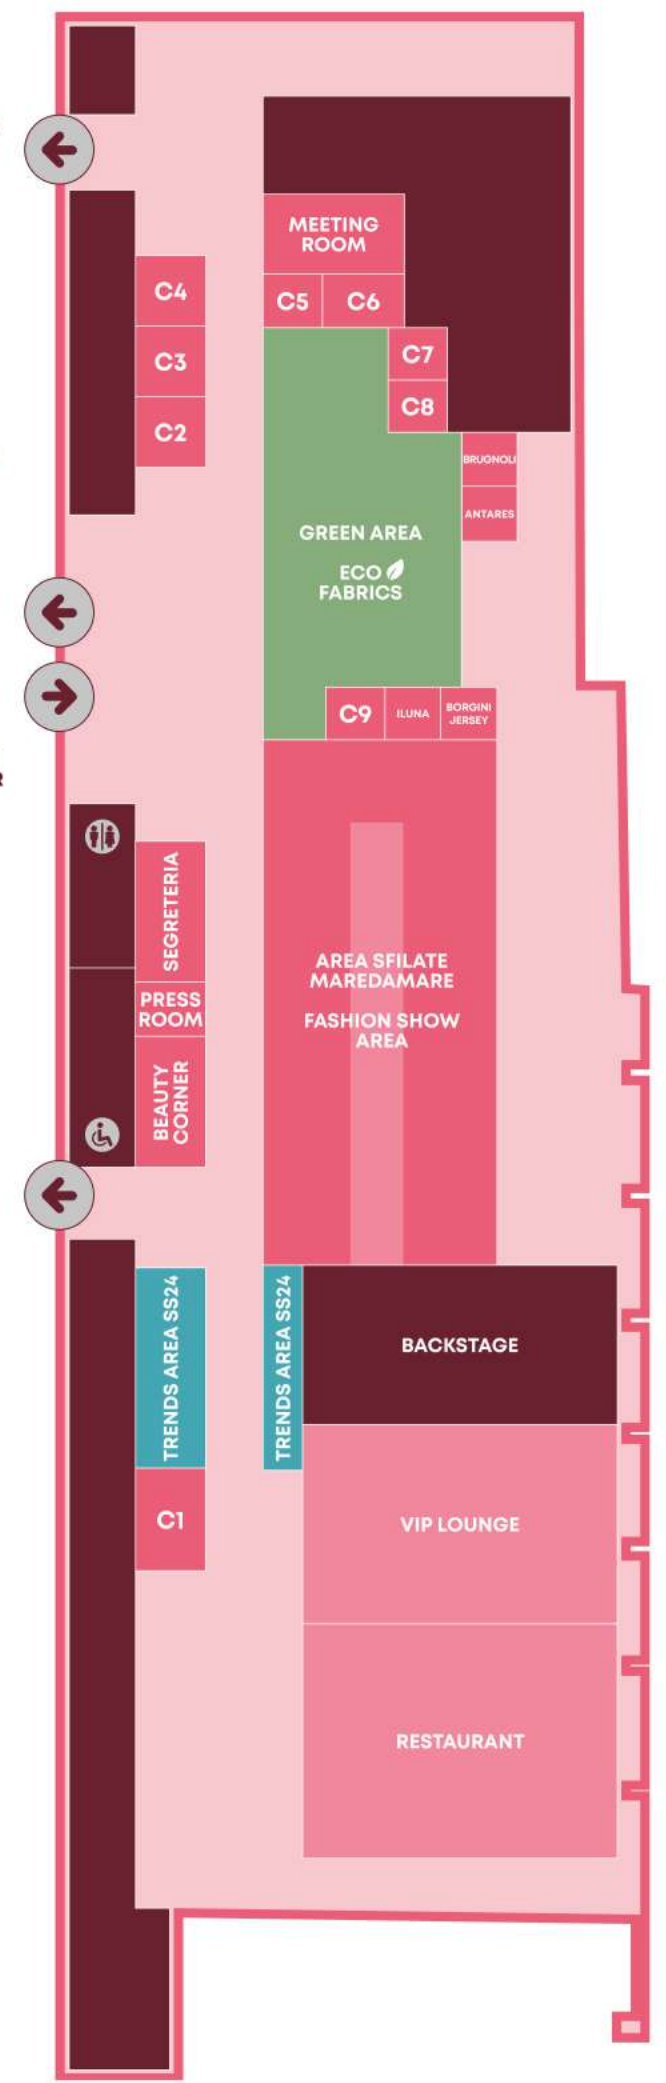 MEETING
ROOM
C4
C5
C6
C3
C7
C8
C2
BRUGNOLI
ANTARES
GREEN AREA
ECO
FABRICS
C9
ILUNA
BORGINI
JERSEY
R
SEGRETERIA
PRESS
ROOM
BEAUTY
CORNER
AREA SFILATE
MAREDAMARE
FASHION SHOW
AREA
TRENDS AREA SS24
TRENDS AREA SS24
BACKSTAGE
C1
VIP LOUNGE
RESTAURANT